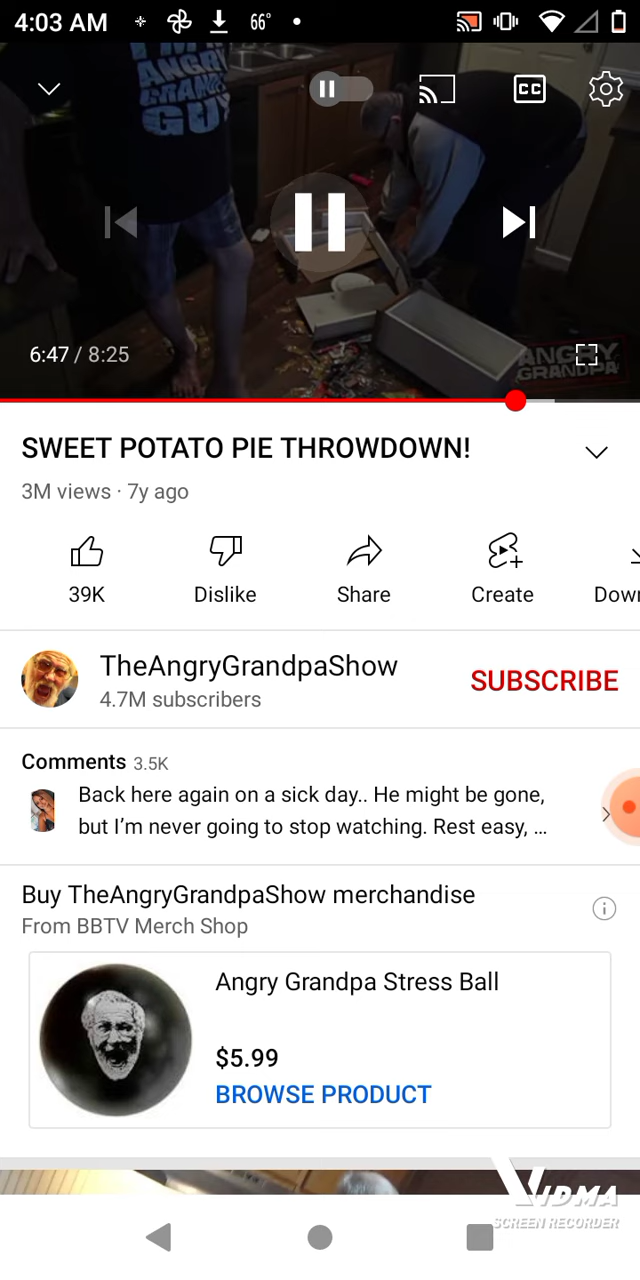 4:03 AM
66°
I'M A
ANGRY
GRANDPA
GUY
CC
6:47 / 8:25
ANGRY
GRANDPA
SWEET POTATO PIE THROWDOWN!
3M views · 7y ago
39K
Dislike
Share
Create
Down
TheAngryGrandpaShow
4.7M subscribers
SUBSCRIBE
Comments 3.5K
Back here again on a sick day.. He might be gone,
but I’m never going to stop watching. Rest easy, ...
Buy TheAngryGrandpaShow merchandise
From BBTV Merch Shop
Angry Grandpa Stress Ball
$5.99
BROWSE PRODUCT
VIDMA
SCREEN RECORDER